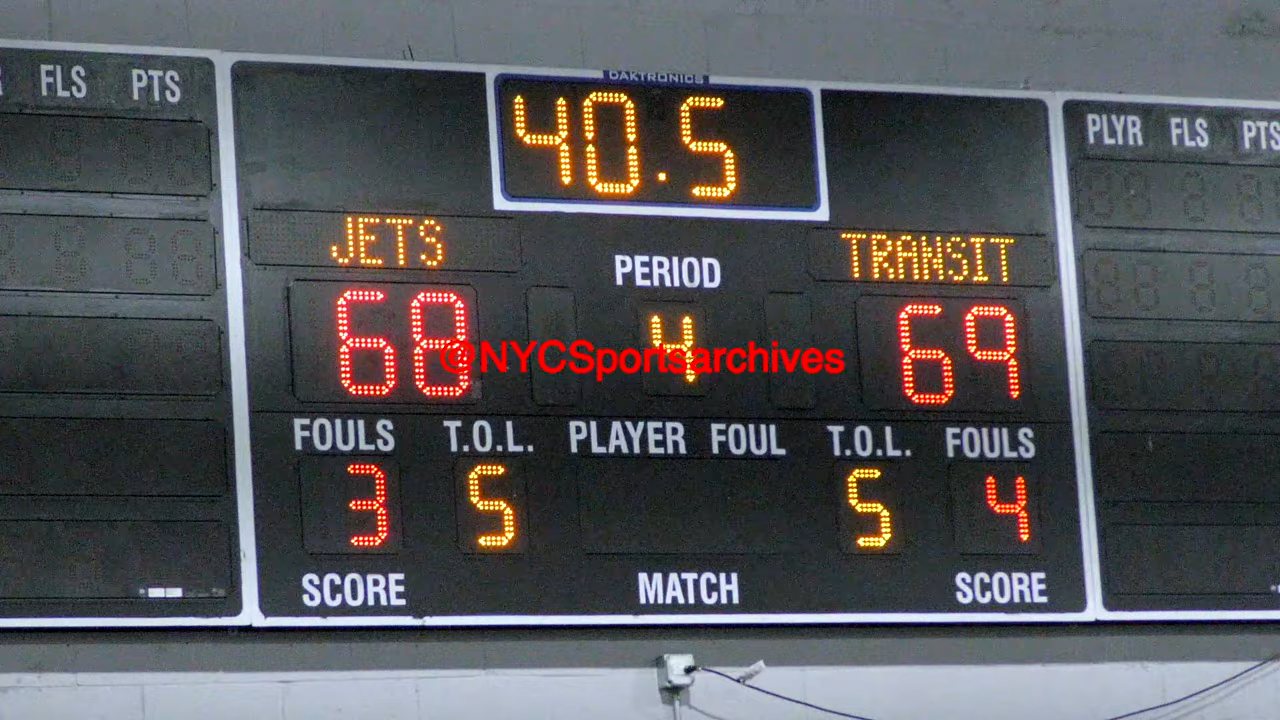 DAKTRONICS
FLS PTS
40.5
PLYR FLS PTS
JETS
TRANSIT
PERIOD
68
4
69
@NYCSportsarchives
FOULS T.O.L. PLAYER FOUL T.O.L. FOULS
3 5 5 4
SCORE MATCH SCORE